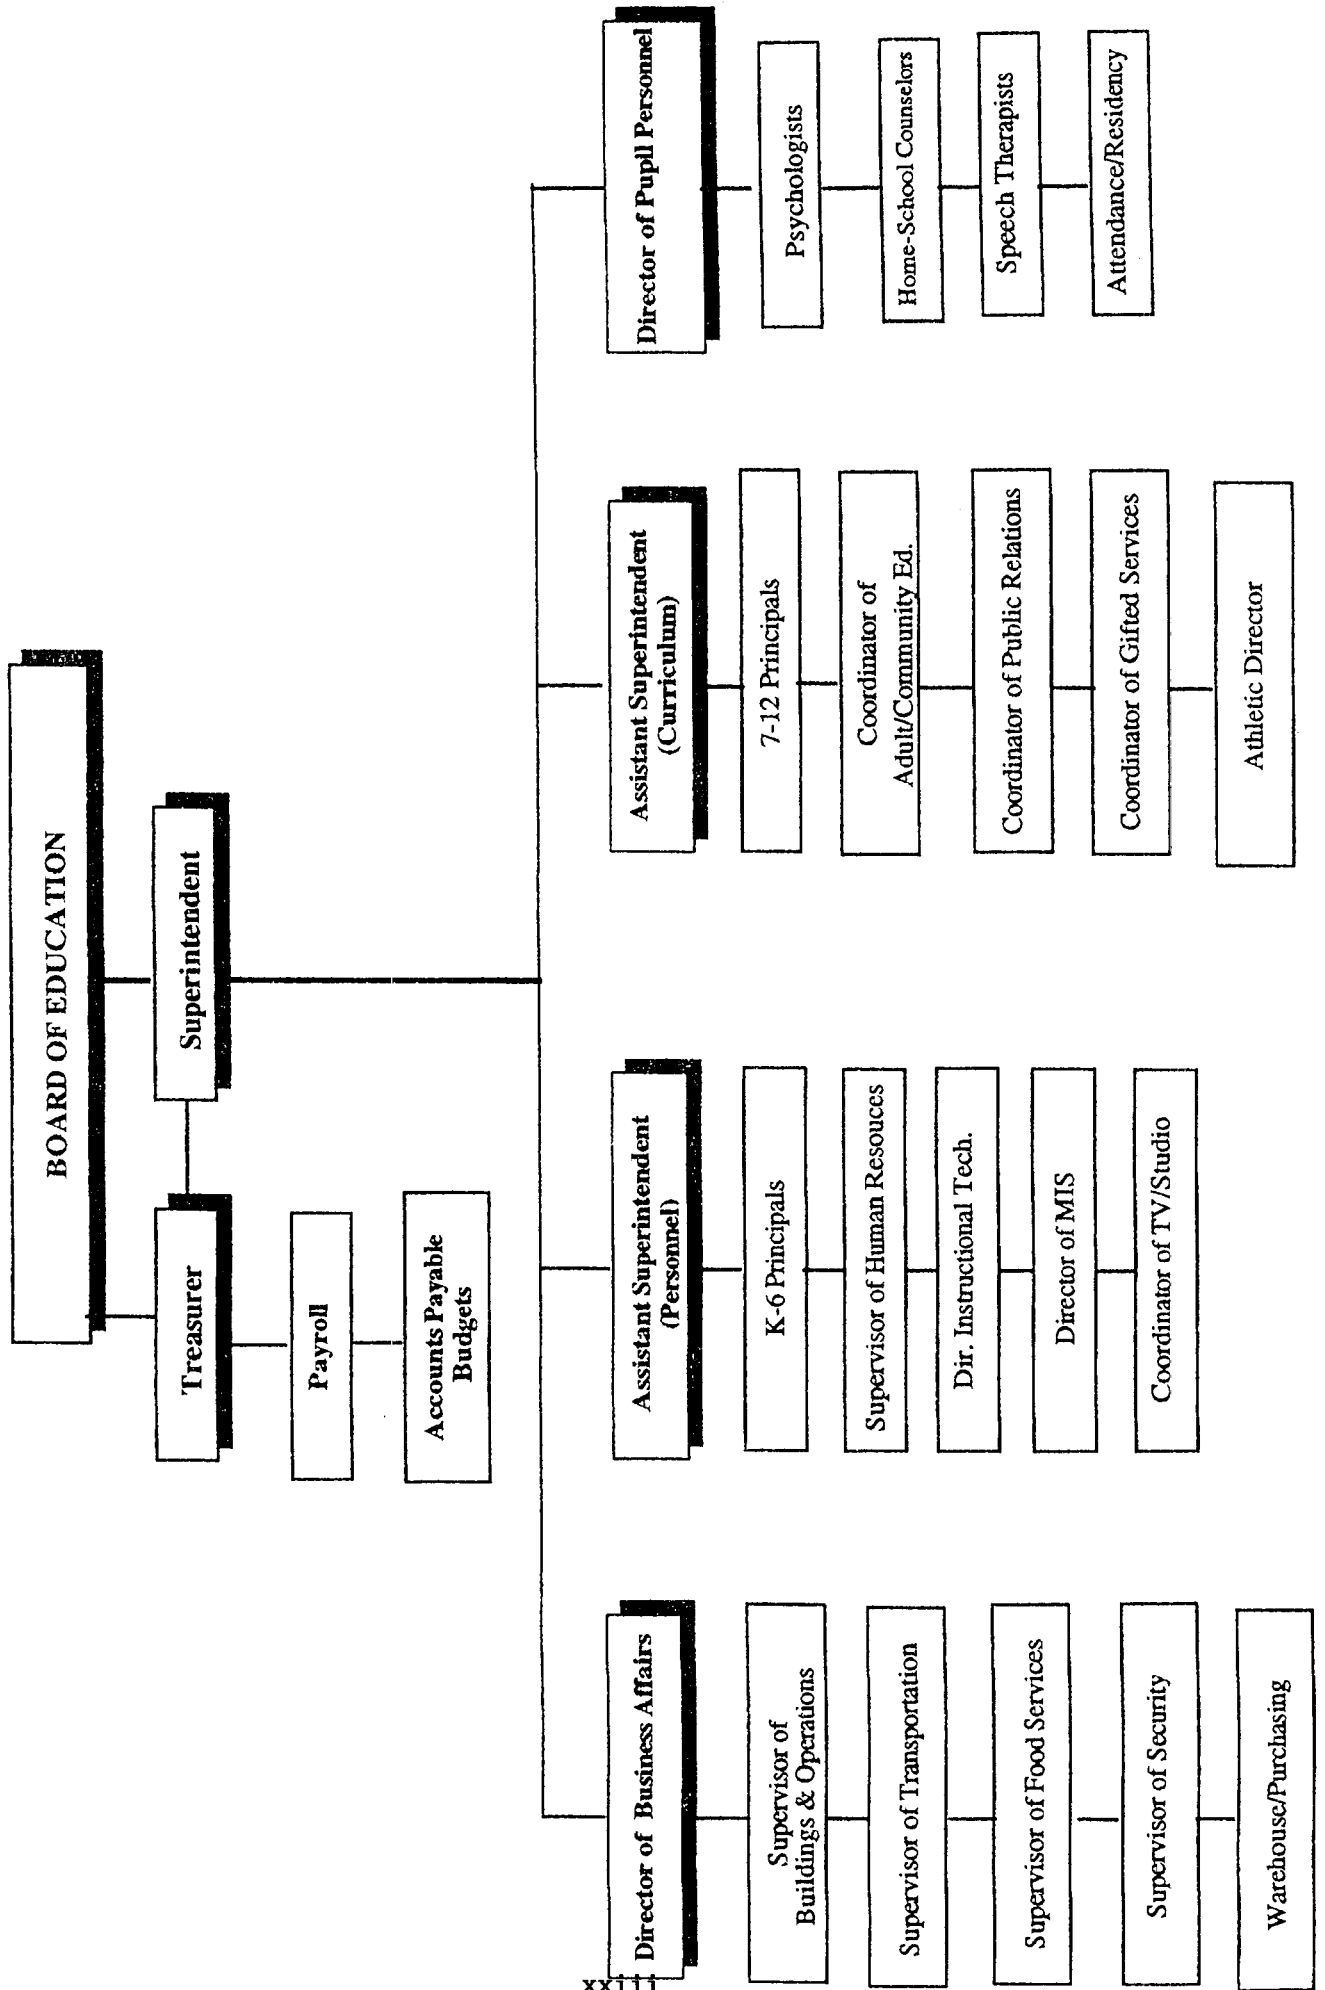 BOARD OF EDUCATION
Treasurer
Superintendent
Payroll
Accounts Payable
Budgets
Director of Business Affairs
Supervisor of
Buildings & Operations
Supervisor of Transportation
Supervisor of Food Services
Supervisor of Security
Warehouse/Purchasing
Assistant Superintendent
(Personnel)
K-6 Principals
Supervisor of Human Resouces
Dir. Instructional Tech.
Director of MIS
Coordinator of TV/Studio
Assistant Superintendent
(Curriculum)
7-12 Principals
Coordinator of
Adult/Community Ed.
Coordinator of Public Relations
Coordinator of Gifted Services
Athletic Director
Director of Pupil Personnel
Psychologists
Home-School Counselors
Speech Therapists
Attendance/Residency
xxiii